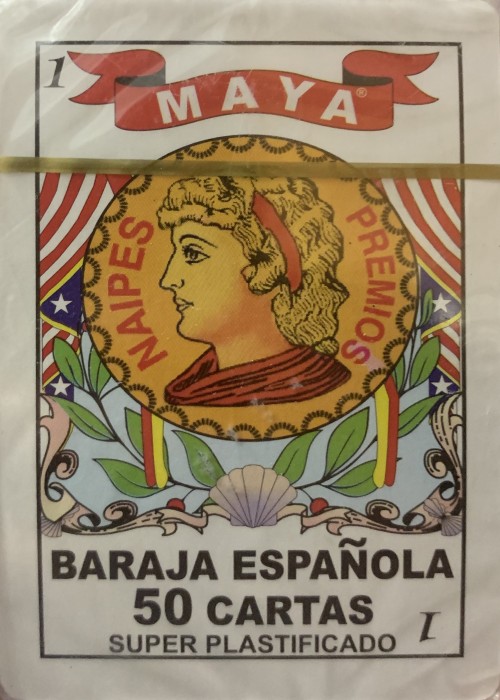 1
MAYA®
NAIPES
PREMIOS
BARAJA ESPAÑOLA
50 CARTAS
SUPER PLASTIFICADO
1